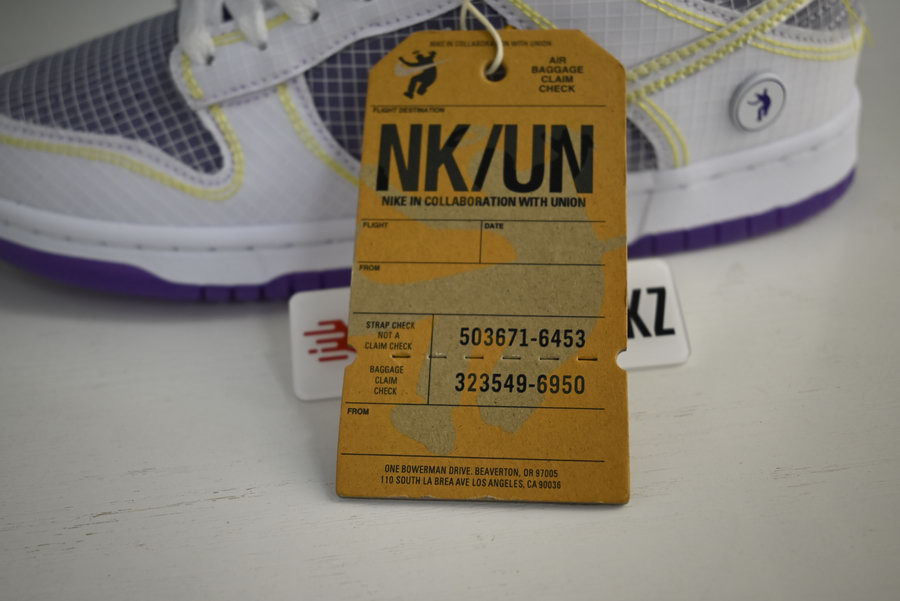 NIKE IN COLLABORATION WITH UNION
AIR
BAGGAGE
CLAIM
CHECK
FLIGHT DESTINATION
NK/UN
NIKE IN COLLABORATION WITH UNION
FLIGHT
DATE
FROM
STRAP CHECK
NOT A
CLAIM CHECK
503671-6453
BAGGAGE
CLAIM
CHECK
323549-6950
FROM
ONE BOWERMAN DRIVE. BEAVERTON, OR 97005
110 SOUTH LA BREA AVE LOS ANGELES, CA 90036
KZ